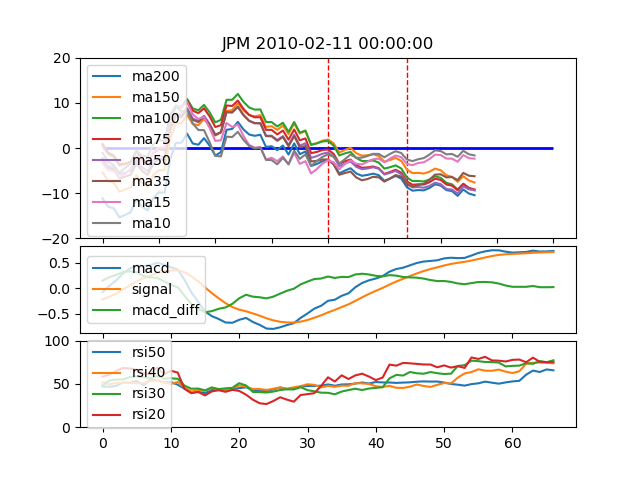 JPM 2010-02-11 00:00:00
20
10
0
−10
−20
ma200
ma150
ma100
ma75
ma50
ma35
ma15
ma10
0.5
0.0
−0.5
macd
signal
macd_diff
100
50
0
rsi50
rsi40
rsi30
rsi20
0 10 20 30 40 50 60